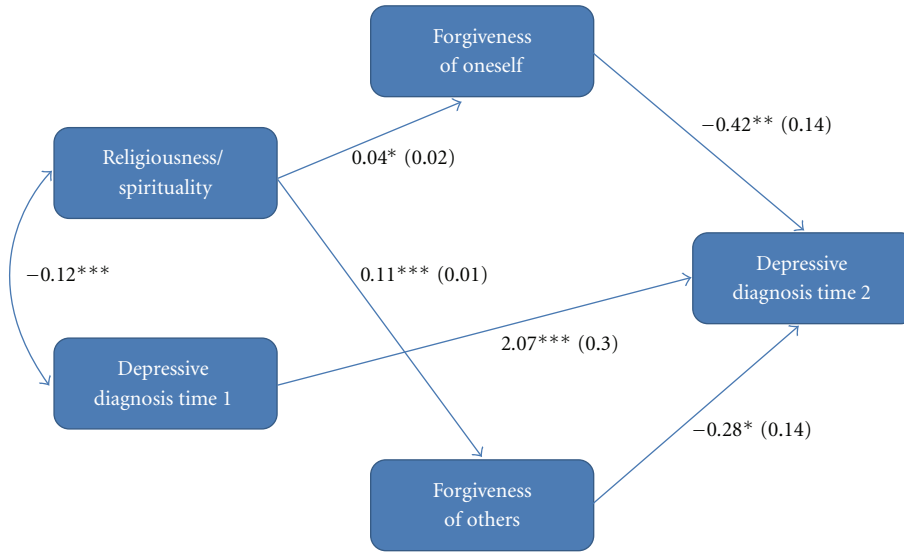 Forgiveness
of oneself
−0.42** (0.14)
Religiousness/
spirituality
0.04* (0.02)
−0.12***
0.11*** (0.01)
Depressive
diagnosis time 2
2.07*** (0.3)
Depressive
diagnosis time 1
−0.28* (0.14)
Forgiveness
of others